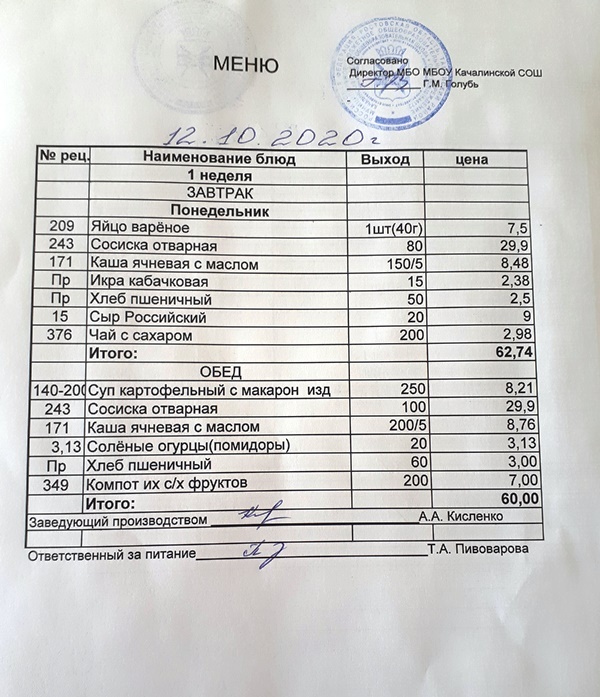 МЕНЮ
Согласовано
Директор МБО МБОУ Качалинской СОШ
Г.М. Голубь
12.10.2020г
№ рец. Наименование блюд Выход цена
1 неделя
ЗАВТРАК
Понедельник
209 Яйцо варёное 1шт(40г) 7,5
243 Сосиска отварная 80 29,9
171 Каша ячневая с маслом 150/5 8,48
Пр Икра кабачковая 15 2,38
Пр Хлеб пшеничный 50 2,5
15 Сыр Российский 20 9
376 Чай с сахаром 200 2,98
Итого: 62,74
ОБЕД
140-200 Суп картофельный с макарон изд 250 8,21
243 Сосиска отварная 100 29,9
171 Каша ячневая с маслом 200/5 8,76
3,13 Солёные огурцы(помидоры) 20 3,13
Пр Хлеб пшеничный 60 3,00
349 Компот их с/х фруктов 200 7,00
Итого: 60,00
Заведующий производством А.А. Кисленко
Ответственный за питание Т.А. Пивоварова